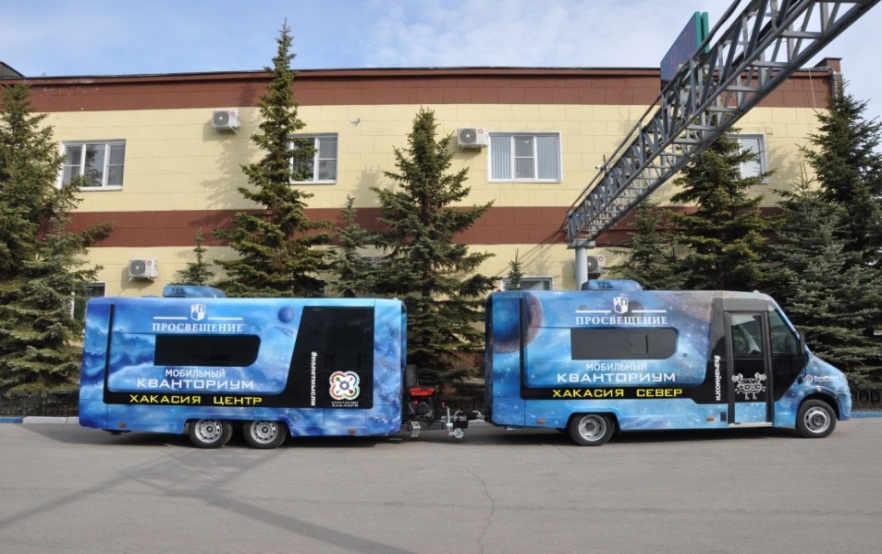 ПРОСВЕЩЕНИЕ
МОБИЛЬНЫЙ
КВАНТОРИУМ
ХАКАСИЯ ЦЕНТР
ПРОСВЕЩЕНИЕ
МОБИЛЬНЫЙ
КВАНТОРИУМ
ХАКАСИЯ СЕВЕР